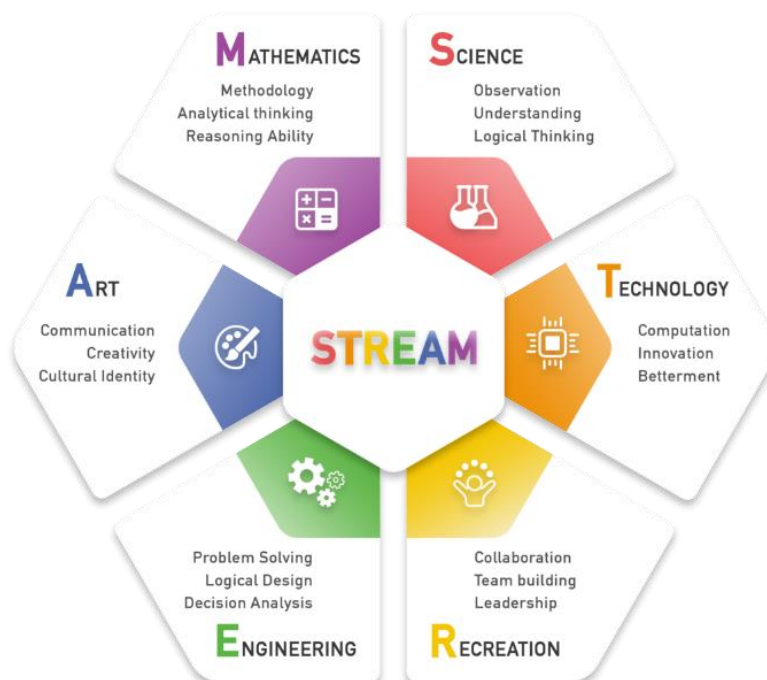 MATHEMATICS
Methodology
Analytical thinking
Reasoning Ability
SCIENCE
Observation
Understanding
Logical Thinking
ART
Communication
Creativity
Cultural Identity
STREAM
TECHNOLOGY
Computation
Innovation
Betterment
Problem Solving
Logical Design
Decision Analysis
ENGINEERING
Collaboration
Team building
Leadership
RECREATION